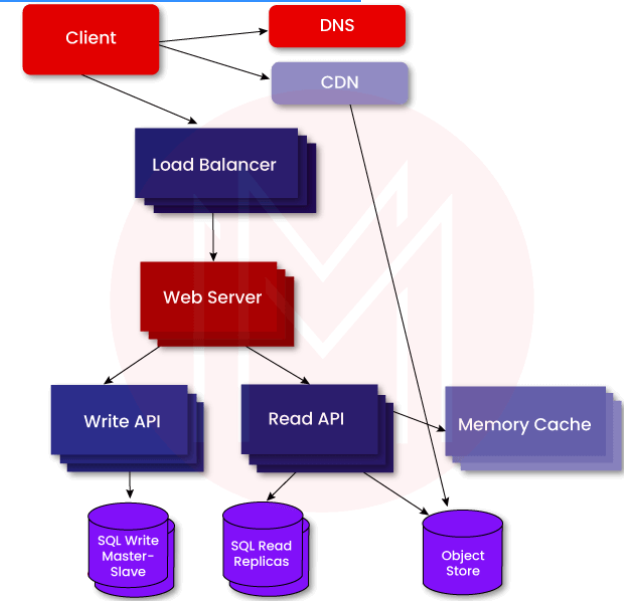 Client
DNS
CDN
Load Balancer
Web Server
Write API
Read API
Memory Cache
SQL Write
Master-
Slave
SQL Read
Replicas
Object
Store